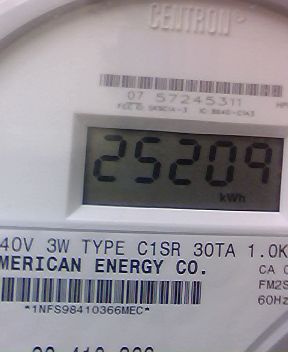 CENTRON
07 57245311
25209
kWh
40V 3W TYPE C1SR 30TA 1.0K
MERICAN ENERGY CO.
CA
FM2S
60Hz
*1NFS98410366MEC*